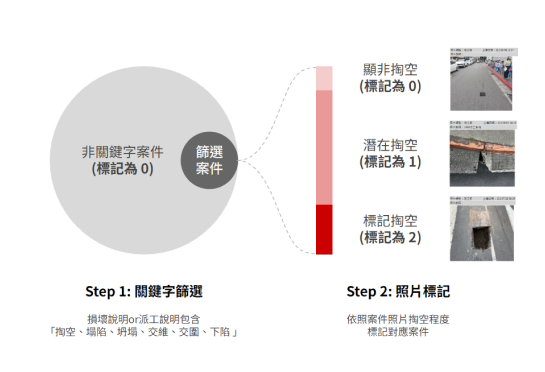 非關鍵字案件
(標記為 0)
篩選
案件
顯非掏空
(標記為 0)
潛在掏空
(標記為 1)
標記掏空
(標記為 2)
Step 1: 關鍵字篩選
損壞說明or派工說明包含
「掏空、塌陷、坍塌、交維、交圍、下陷 」
Step 2: 照片標記
依照案件照片掏空程度
標記對應案件